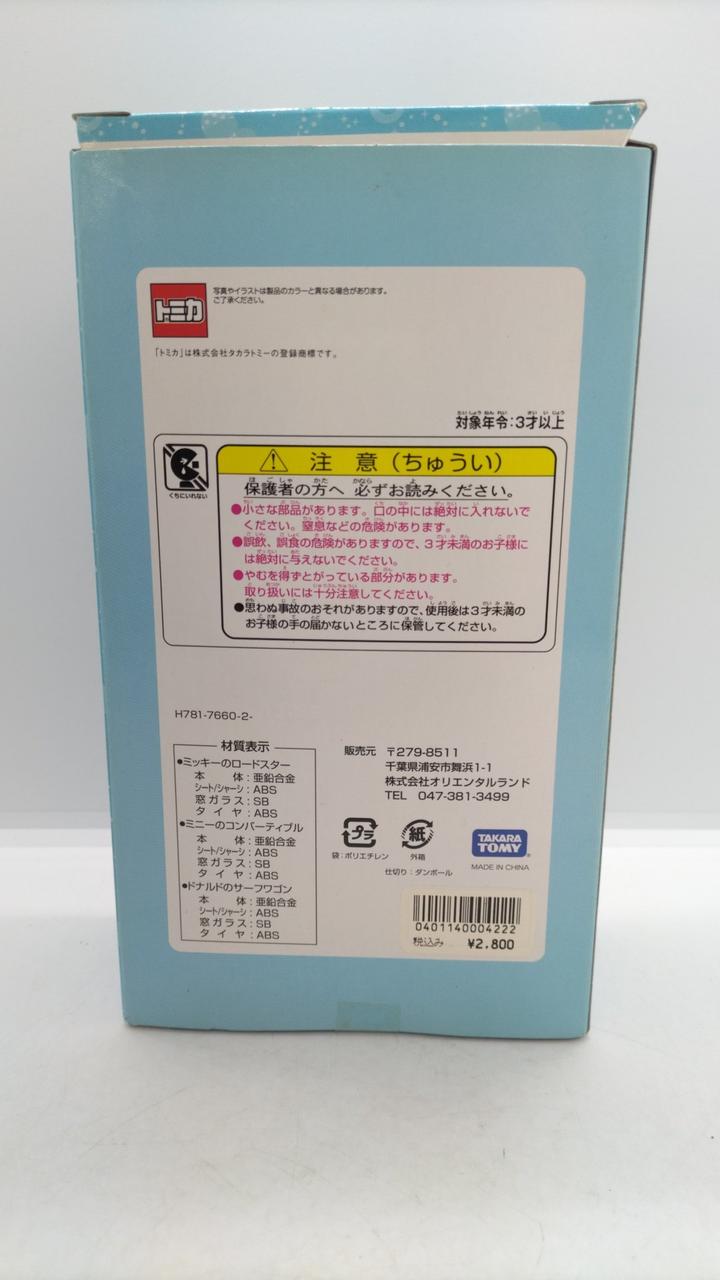 トミカ
写真やイラストは製品のカラーと異なる場合があります。
ご了承ください。
「トミカ」は株式会社タカラトミーの登録商標です。
対象年令:3才以上
くちにいれない
注 意(ちゅうい)
保護者の方へ 必ずお読みください。
●小さな部品があります。口の中には絶対に入れないで
ください。窒息などの危険があります。
●誤飲、誤食の危険がありますので、3才未満のお子様に
は絶対に与えないでください。
●やむを得ずとがっている部分があります。
取り扱いには十分注意してください。
●思わぬ事故のおそれがありますので、使用後は3才未満の
お子様の手の届かないところに保管してください。
H781-7660-2-
材質表示
●ミッキーのロードスター
本 体:亜鉛合金
シート/シャーシ:ABS
窓ガラス:SB
タ イ ヤ:ABS
●ミニーのコンバーティブル
本 体:亜鉛合金
シート/シャーシ:ABS
窓ガラス:SB
タ イ ヤ:ABS
●ドナルドのサーフワゴン
本 体:亜鉛合金
シート/シャーシ:ABS
窓ガラス:SB
タ イ ヤ:ABS
販売元 〒279-8511
千葉県浦安市舞浜1-1
株式会社オリエンタルランド
TEL 047-381-3499
プラ
袋:ポリエチレン
紙
外箱
仕切り:ダンボール
TAKARA TOMY
MADE IN CHINA
0401140004222
税込み ¥2,800